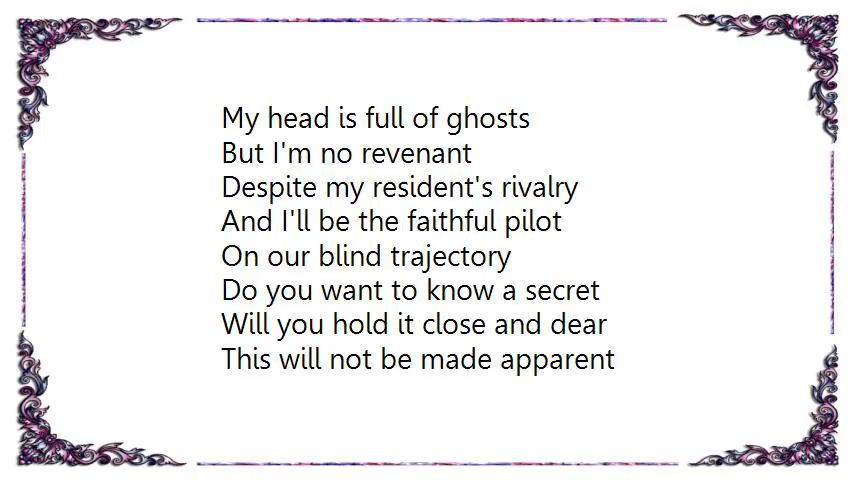 My head is full of ghosts
But I'm no revenant
Despite my resident's rivalry
And I'll be the faithful pilot
On our blind trajectory
Do you want to know a secret
Will you hold it close and dear
This will not be made apparent